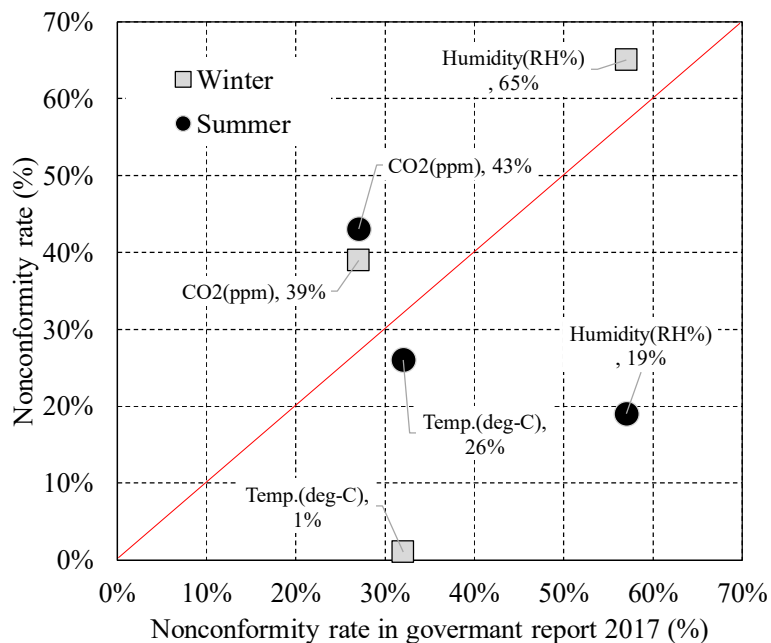 70%
60%
50%
40%
30%
20%
10%
0%
Nonconformity rate (%)
Winter
Summer
Humidity(RH%)
, 65%
CO2(ppm), 43%
CO2(ppm), 39%
Humidity(RH%)
, 19%
Temp.(deg-C),
26%
Temp.(deg-C),
1%
0%
10%
20%
30%
40%
50%
60%
70%
Nonconformity rate in govermant report 2017 (%)